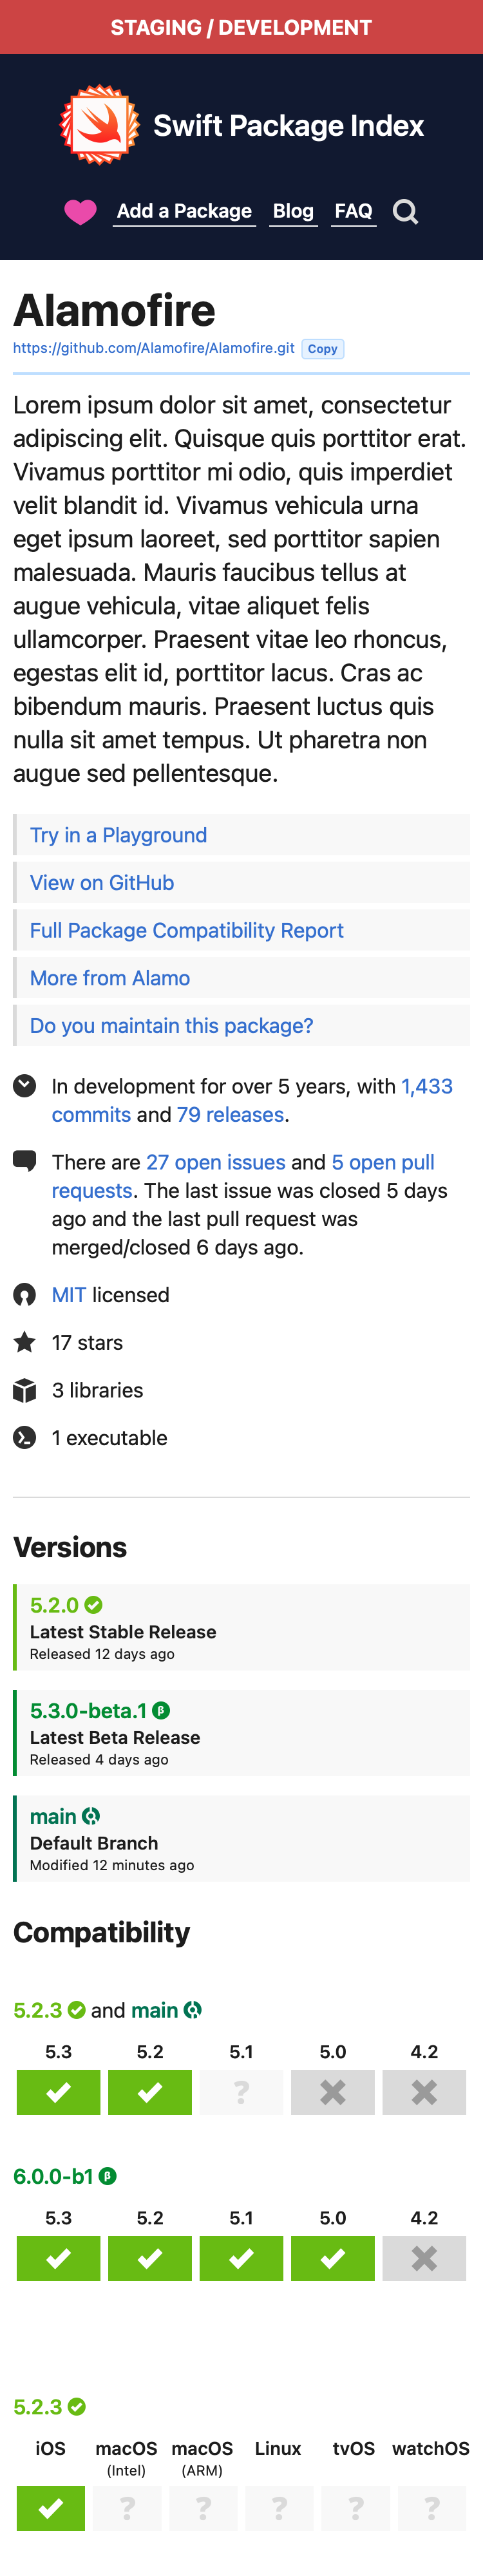 STAGING / DEVELOPMENT
Swift Package Index
Add a Package Blog FAQ
Alamofire
https://github.com/Alamofire/Alamofire.git Copy
Lorem ipsum dolor sit amet, consectetur
adipiscing elit. Quisque quis porttitor erat.
Vivamus porttitor mi odio, quis imperdiet
velit blandit id. Vivamus vehicula urna
eget ipsum laoreet, sed porttitor sapien
malesuada. Mauris faucibus tellus at
augue vehicula, vitae aliquet felis
ullamcorper. Praesent vitae leo rhoncus,
egestas elit id, porttitor lacus. Cras ac
bibendum mauris. Praesent luctus quis
nulla sit amet tempus. Ut pharetra non
augue sed pellentesque.
Try in a Playground
View on GitHub
Full Package Compatibility Report
More from Alamo
Do you maintain this package?
In development for over 5 years, with 1,433
commits and 79 releases.
There are 27 open issues and 5 open pull
requests. The last issue was closed 5 days
ago and the last pull request was
merged/closed 6 days ago.
MIT licensed
17 stars
3 libraries
1 executable
Versions
5.2.0
Latest Stable Release
Released 12 days ago
5.3.0-beta.1 β
Latest Beta Release
Released 4 days ago
main
Default Branch
Modified 12 minutes ago
Compatibility
5.2.3 and main
5.3 5.2 5.1 5.0 4.2
?
6.0.0-b1 β
5.3 5.2 5.1 5.0 4.2
5.2.3
iOS macOS macOS Linux tvOS watchOS
(Intel) (ARM)
? ? ? ? ?